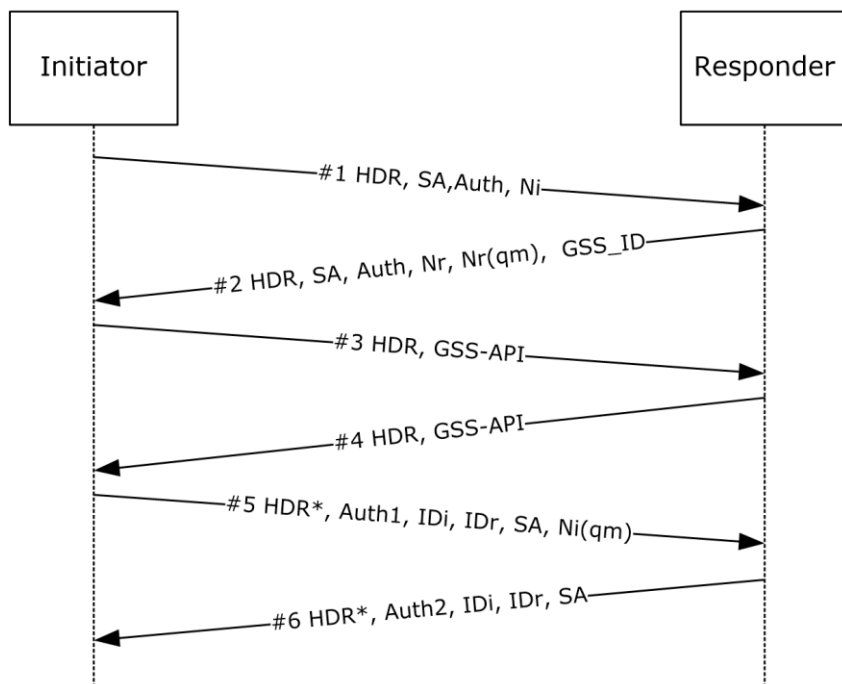 Initiator
Responder
#1 HDR, SA,Auth, Ni
#2 HDR, SA, Auth, Nr, Nr(qm), GSS_ID
#3 HDR, GSS-API
#4 HDR, GSS-API
#5 HDR*, Auth1, IDi, IDr, SA, Ni(qm)
#6 HDR*, Auth2, IDi, IDr, SA